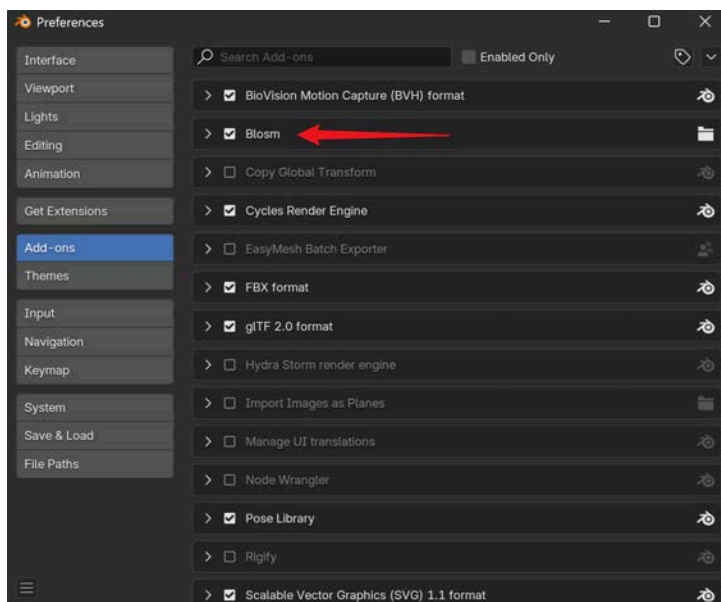 Preferences
Interface
Viewport
Lights
Editing
Animation
Get Extensions
Add-ons
Themes
Input
Navigation
Keymap
System
Save & Load
File Paths
Search Add-ons
Enabled Only
BioVision Motion Capture (BVH) format
Blosm
Copy Global Transform
Cycles Render Engine
EasyMesh Batch Exporter
FBX format
glTF 2.0 format
Hydra Storm render engine
Import Images as Planes
Manage UI translations
Node Wrangler
Pose Library
Rigify
Scalable Vector Graphics (SVG) 1.1 format